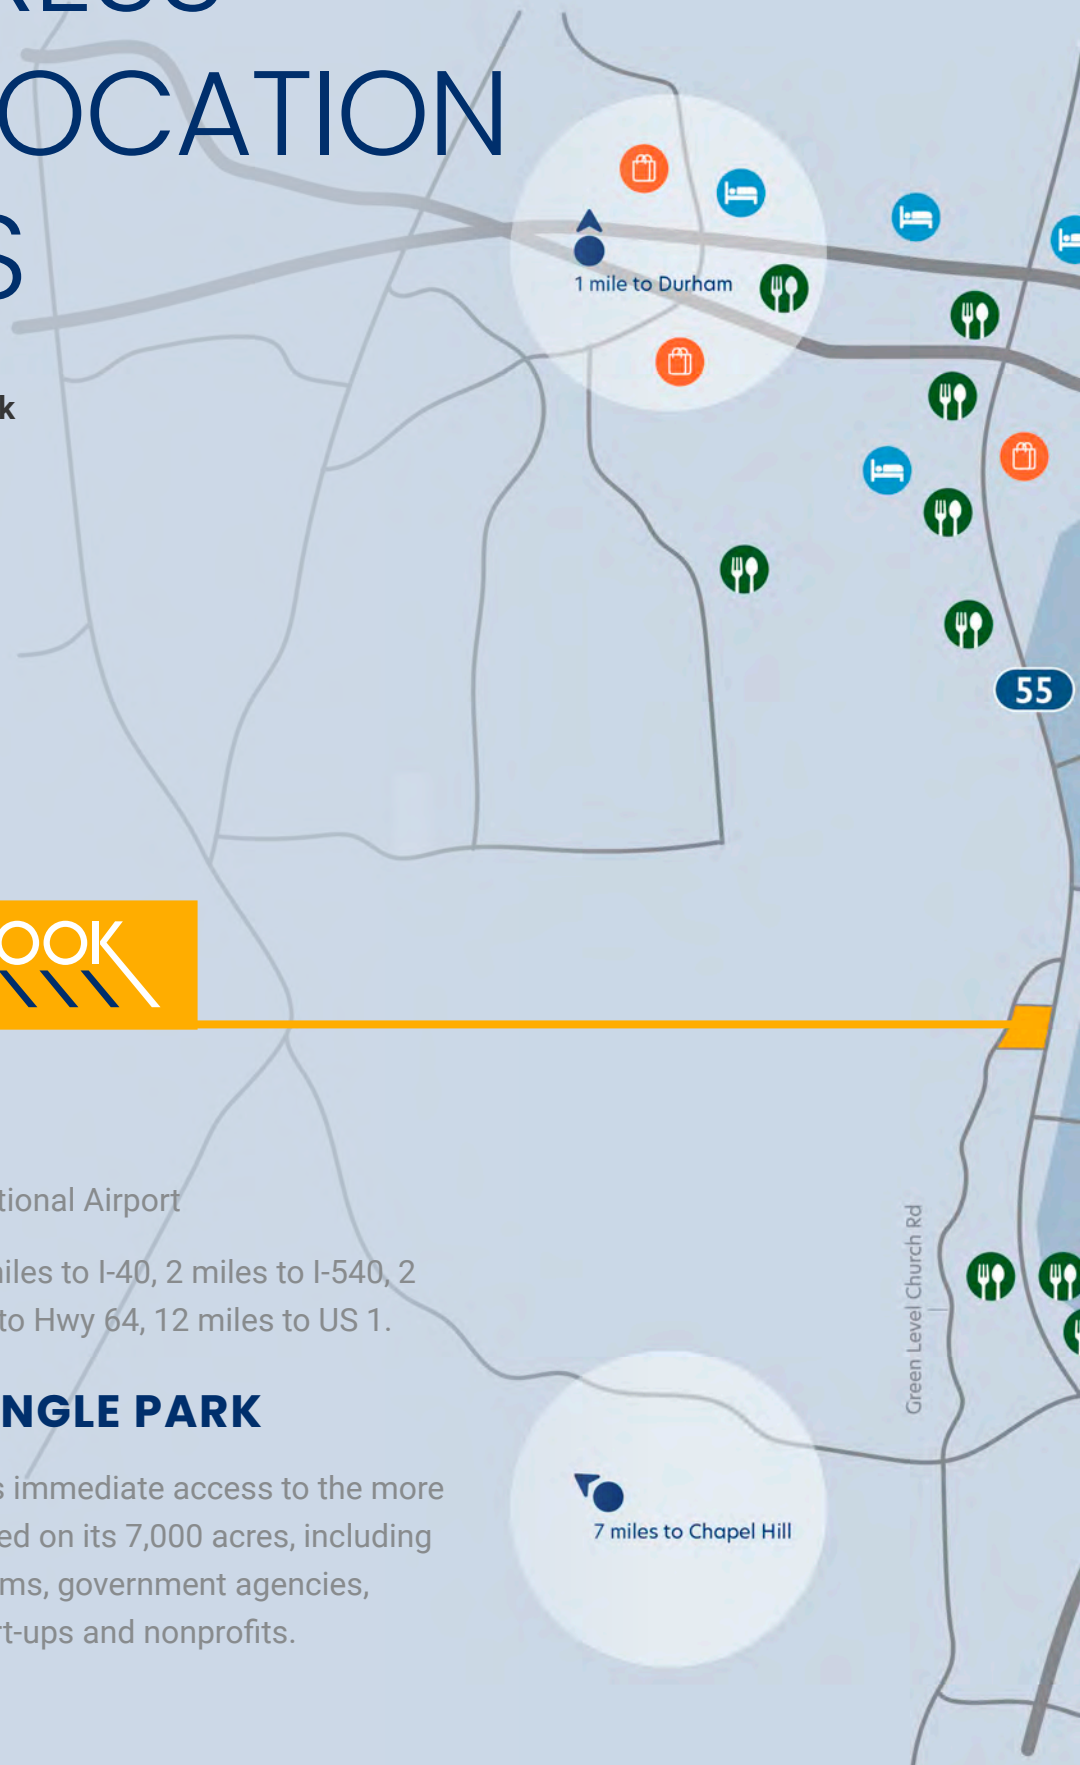 OCATION
S
k
1 mile to Durham
55
OOK
tional Airport
iles to I-40, 2 miles to I-540, 2
to Hwy 64, 12 miles to US 1.
Green Level Church Rd
NGLE PARK
s immediate access to the more
ed on its 7,000 acres, including
ms, government agencies,
rt-ups and nonprofits.
7 miles to Chapel Hill